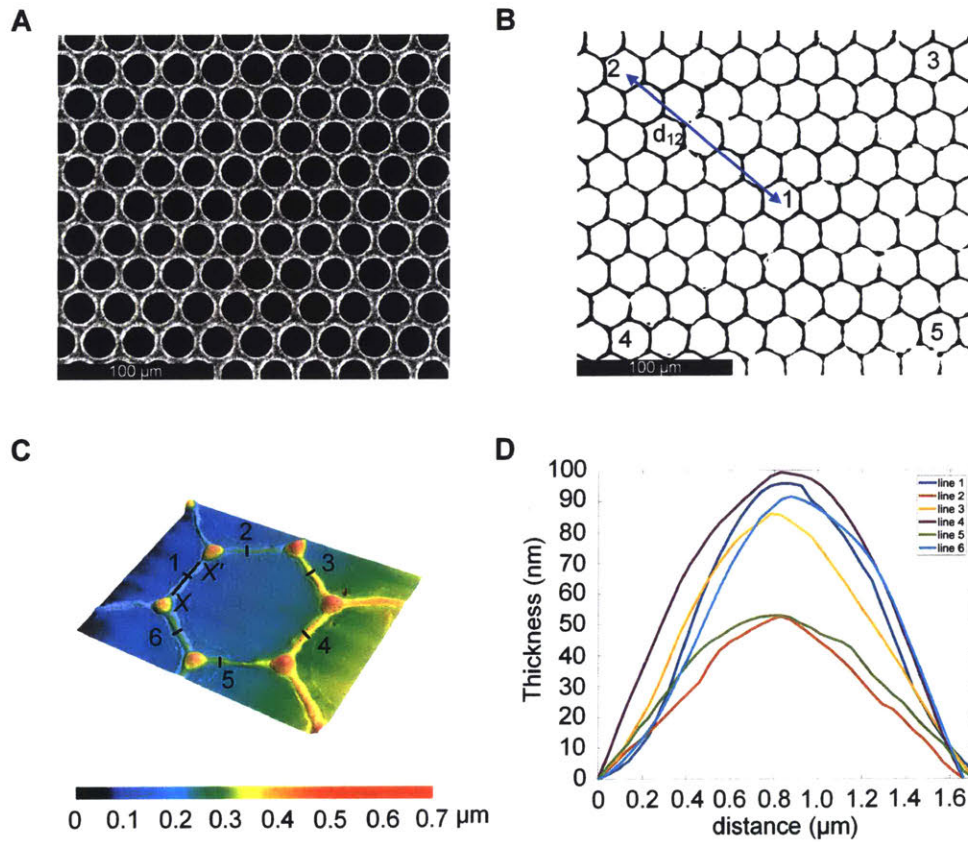 A
100 µm
B
2
3
d12
1
4
5
100 µm
C
2
1
X'
3
X
6
4
5
0 0.1 0.2 0.3 0.4 0.5 0.6 0.7 µm
D
Thickness (nm)
100
90
80
70
60
50
40
30
20
10
0
line 1
line 2
line 3
line 4
line 5
line 6
0 0.2 0.4 0.6 0.8 1.0 1.2 1.4 1.6
distance (µm)